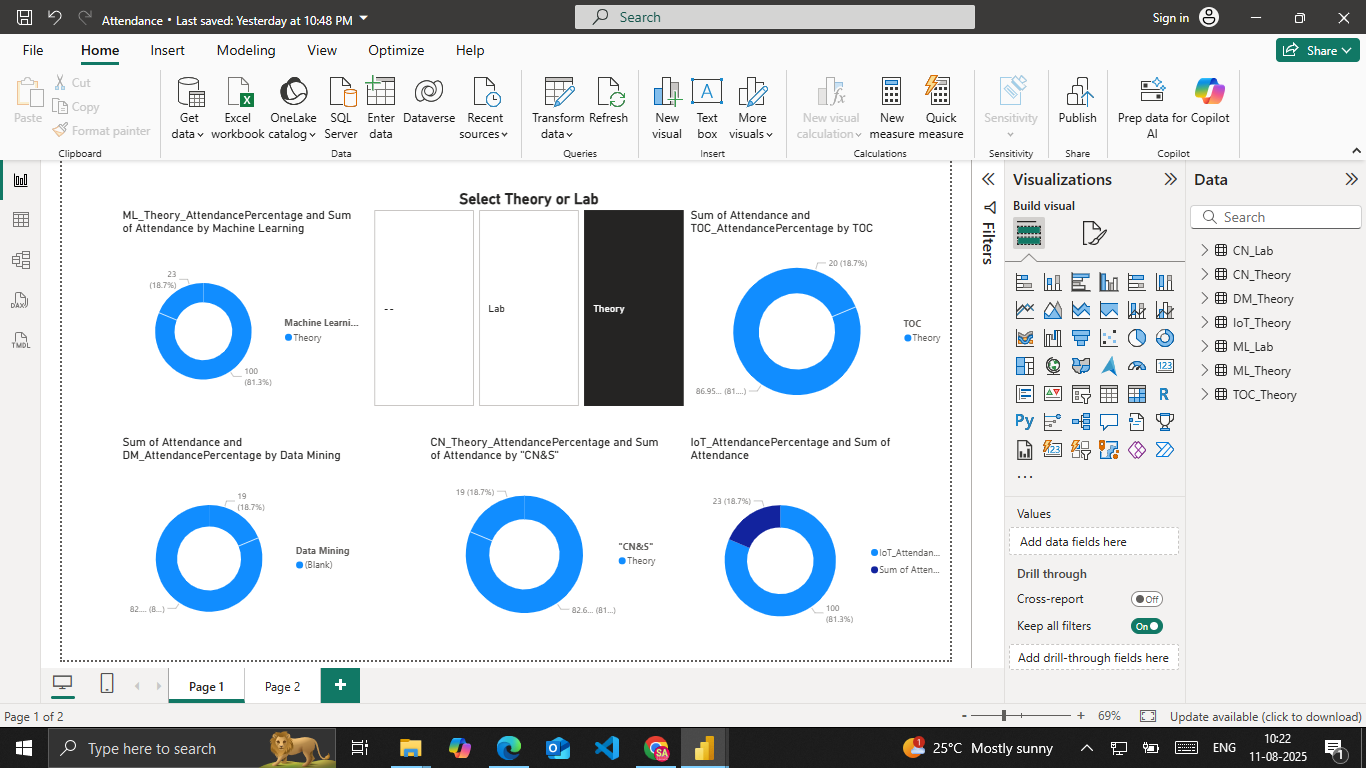 Attendance • Last saved: Yesterday at 10:48 PM
Search
Sign in
File
Home
Insert
Modeling
View
Optimize
Help
Share
Paste
Cut
Copy
Format painter
Clipboard
Get data
Excel workbook
OneLake catalog
SQL Server
Enter data
Dataverse
Recent sources
Data
Transform data
Refresh
Queries
New visual
Text box
More visuals
Insert
New visual calculation
New measure
Quick measure
Calculations
Sensitivity
Sensitivity
Publish
Share
Prep data for AI
Copilot
Copilot
Select Theory or Lab
ML_Theory_AttendancePercentage and Sum
of Attendance by Machine Learning
23
(18.7%)
100
(81.3%)
Machine Learni...
Theory
--
Lab
Theory
Sum of Attendance and
TOC_AttendancePercentage by TOC
20 (18.7%)
86.95... (81....)
TOC
Theory
Sum of Attendance and
DM_AttendancePercentage by Data Mining
19
(18.7%)
82.... (8...)
Data Mining
(Blank)
CN_Theory_AttendancePercentage and Sum
of Attendance by "CN&S"
19 (18.7%)
82.6... (81...)
"CN&S"
Theory
IoT_AttendancePercentage and Sum of
Attendance
23 (18.7%)
100
(81.3%)
IoT_Attendan...
Sum of Atten...
Filters
Visualizations
Build visual
123
R
Py
123
...
Values
Add data fields here
Drill through
Cross-report
Off
Keep all filters
On
Add drill-through fields here
Data
Search
CN_Lab
CN_Theory
DM_Theory
IoT_Theory
ML_Lab
ML_Theory
TOC_Theory
DAX
TMDL
Page 1
Page 2
+
Page 1 of 2
- + 69%
Update available (click to download)
Type here to search
SA
1
25°C Mostly sunny
ENG
10:22
11-08-2025
1